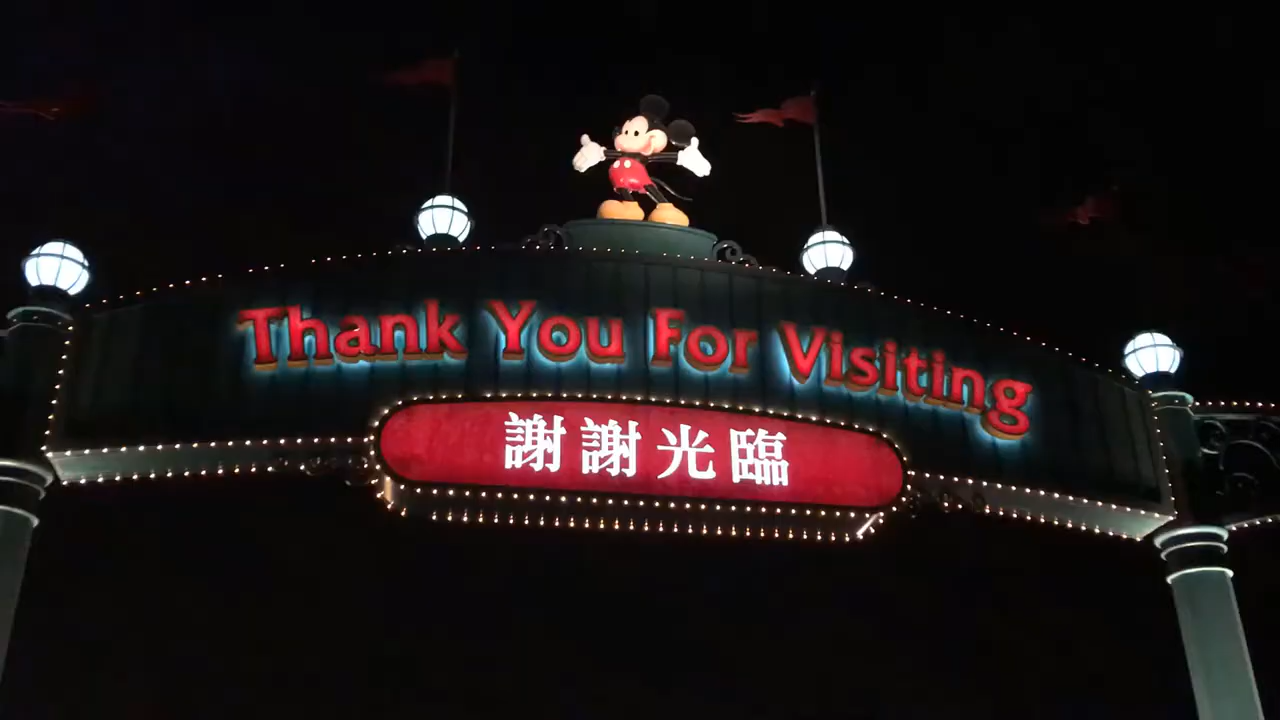 Thank You For Visiting
謝謝光臨